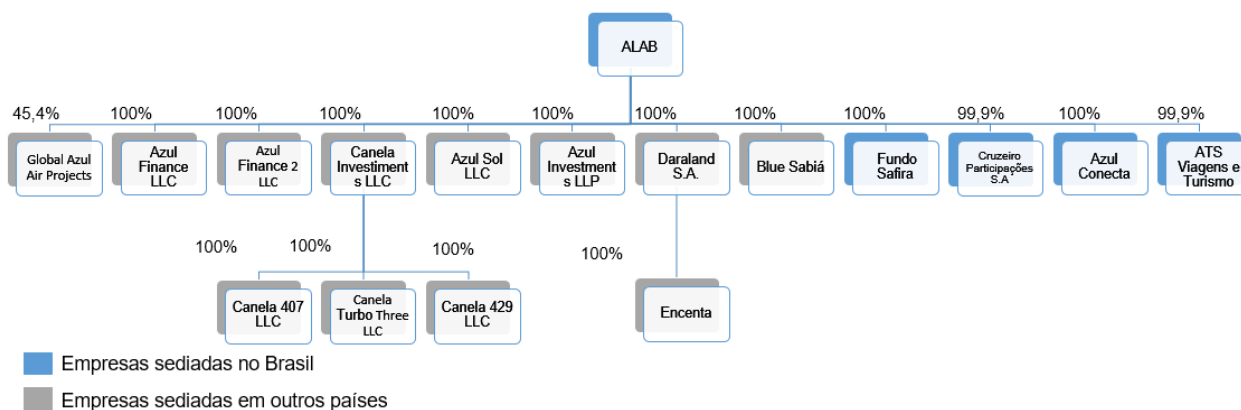 ALAB
45,4%
100%
100%
100%
100%
100%
100%
100%
100%
99,9%
100%
99,9%
Global Azul
Air Projects
Azul
Finance
LLC
Azul
Finance 2
LLC
Canela
Investiment
s LLC
Azul Sol
LLC
Azul
Investment
s LLP
Daraland
S.A.
Blue Sabiá
Fundo
Safira
Cruzeiro
Participações
S.A
Azul
Conecta
ATS
Viagens e
Turismo
100%
100%
100%
100%
Canela 407
LLC
Canela
Turbo Three
LLC
Canela 429
LLC
Encenta
Empresas sediadas no Brasil
Empresas sediadas em outros países